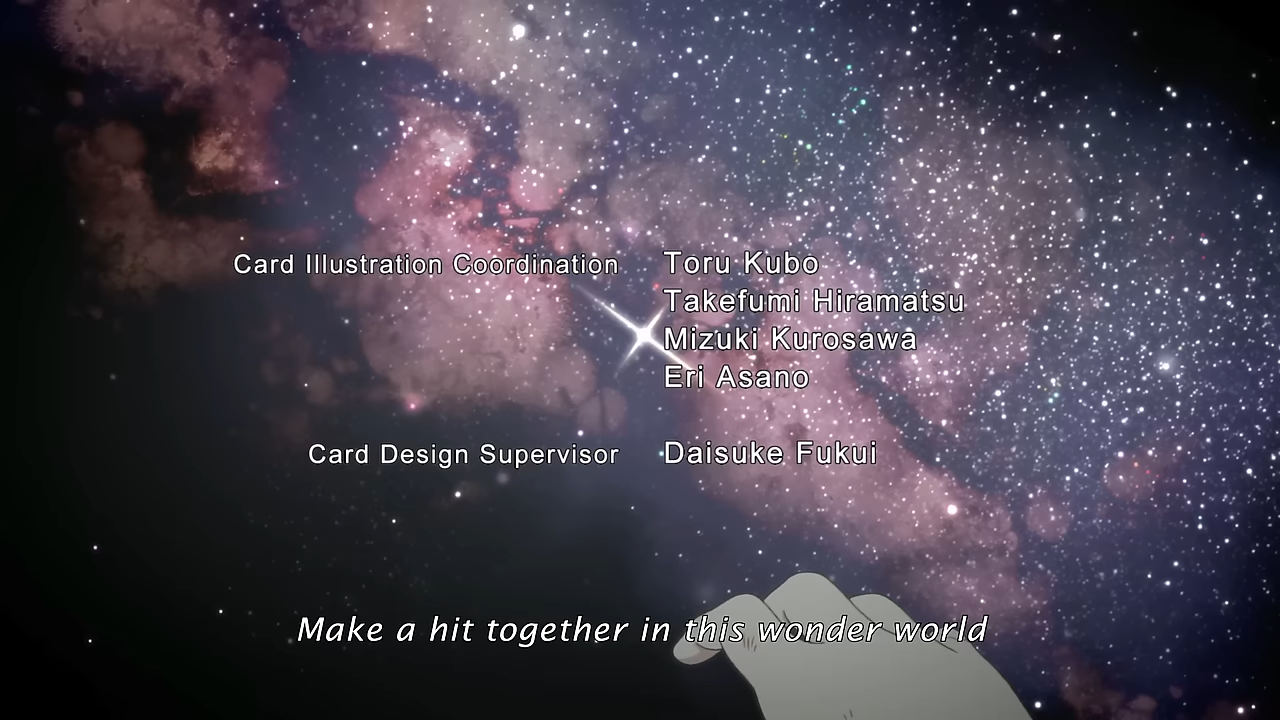 Card Illustration Coordination Toru Kubo
Takefumi Hiramatsu
Mizuki Kurosawa
Eri Asano
Card Design Supervisor Daisuke Fukui
Make a hit together in this wonder world